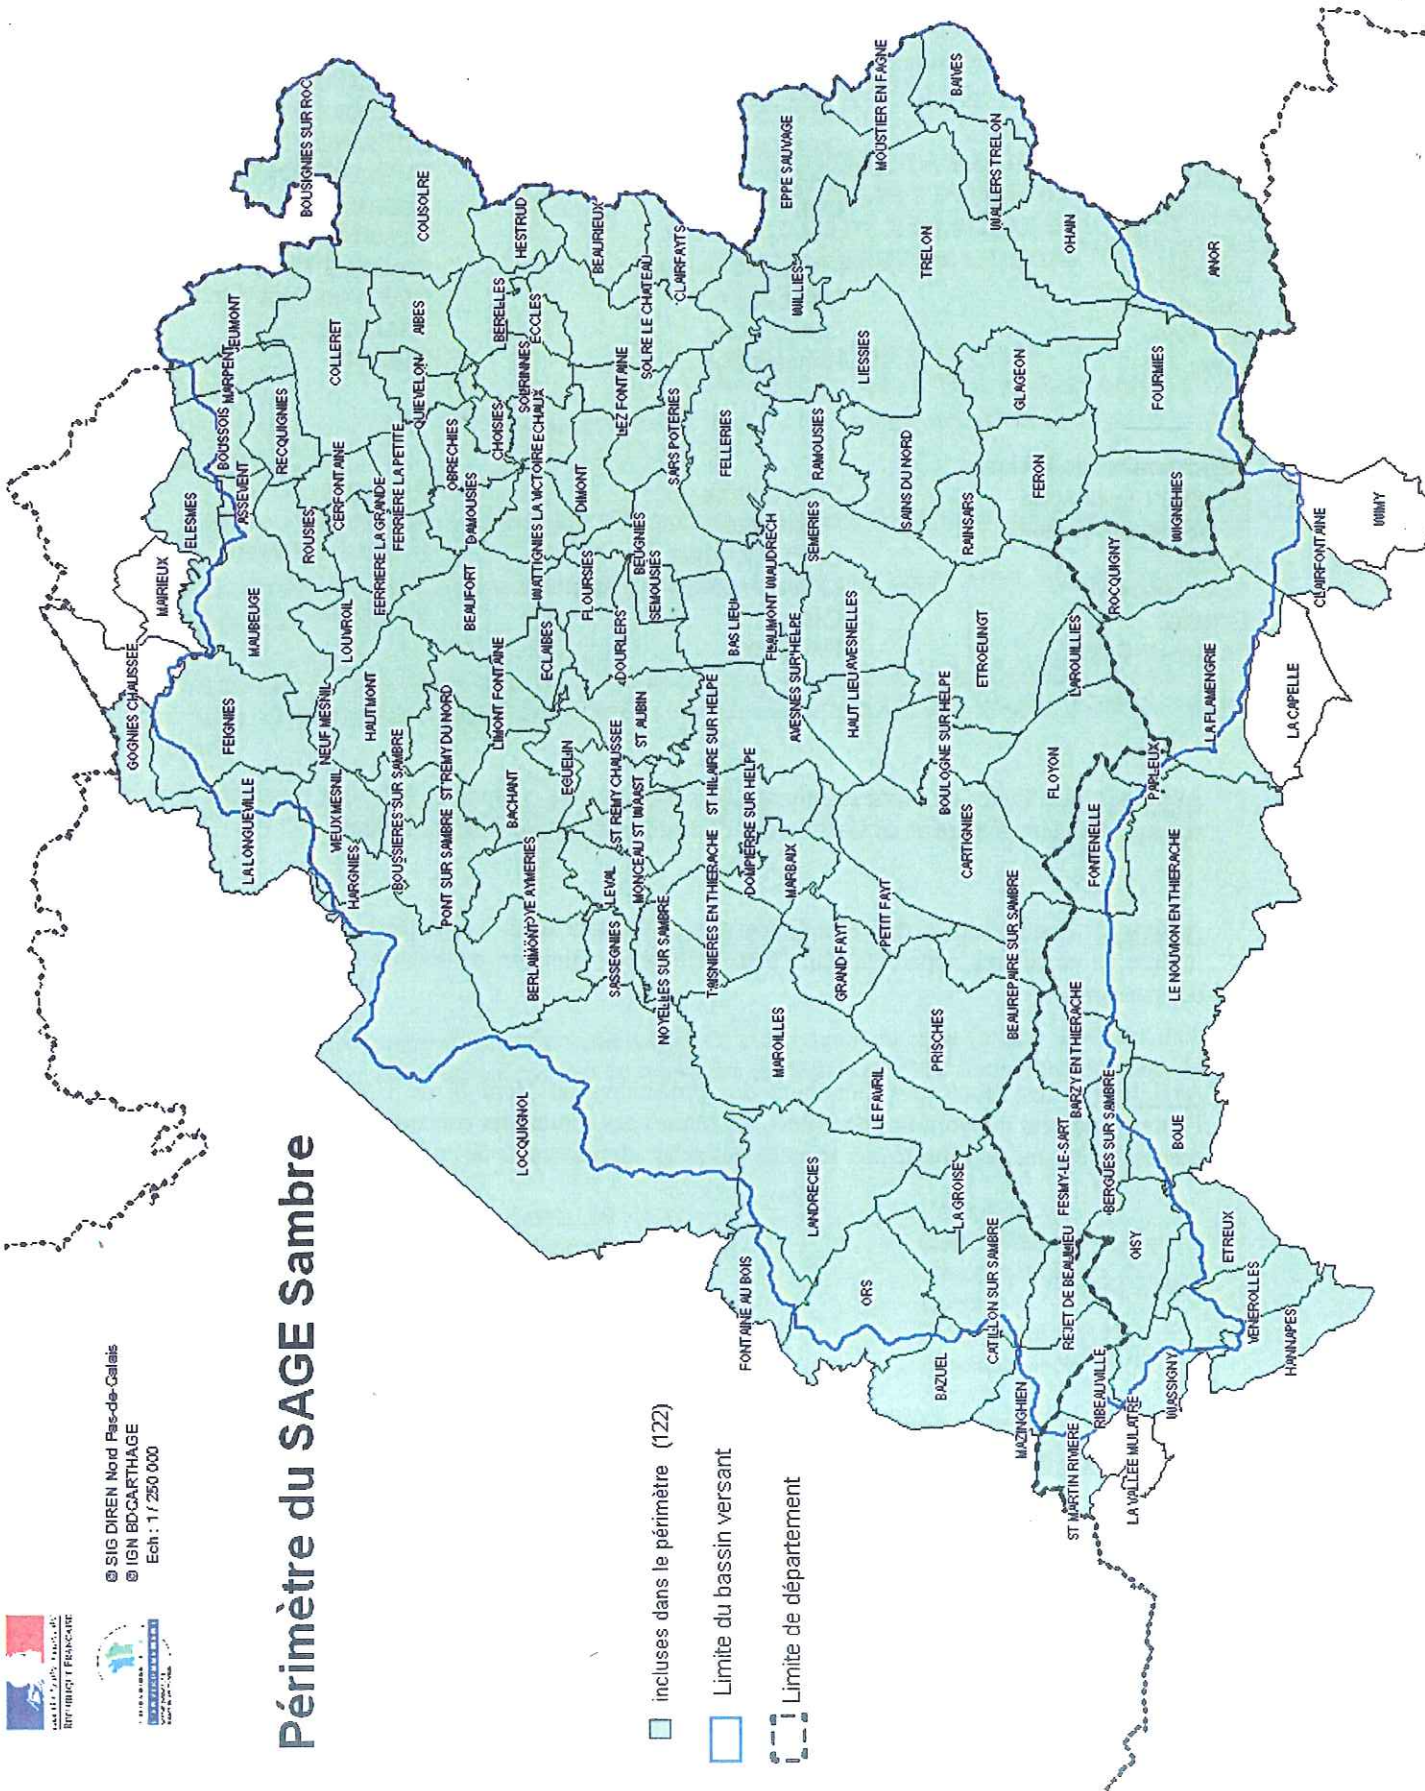 RÉPUBLIQUE FRANÇAISE
© SIG DIREN Nord Pas-de-Calais
© IGN BDCARTHAGE
Ech : 1 / 250 000
Périmètre du SAGE Sambre
incluses dans le périmètre (122)
Limite du bassin versant
Limite de département
GOGNIES CHAUSSEE
MAIRIEUX
ELESMES
BOUSSOIS
MARPENT
JEUMONT
BOUSIGNIES SUR ROC
LA LONGUEVILLE
FEIGNIES
MAUBEUGE
ASSEVENT
RECQUIGNIES
ROUSIES
CERFONTAINE
COLLERET
COUSOLRE
HARGNIES
VIEUX MESNIL
NEUF MESNIL
HAUTMONT
LOUVROIL
FERRIERE LA GRANDE
FERRIERE LA PETITE
QUIEVELON
AIBES
BOUSSIERES SUR SAMBRE
PONT SUR SAMBRE
ST REMY DU NORD
BEAUFORT
DAMOUSIES
OBRECHIES
CHOISIES
BERELLES
HESTRUD
LIMONT FONTAINE
BACHANT
ECLAIBES
WATTIGNIES LA VICTOIRE
ECHAUX
SOLRINNES
ECCLES
BEAURIEUX
LOCQUIGNOL
BERLAIMONT
AYMERIES
EGUELIN
FLOURSIES
DIMONT
LEZ FONTAINE
SOLRE LE CHATEAU
CLAIRFAYTS
SASSEGNIES
LEVAL
ST REMY CHAUSSEE
MONCEAU ST WAAST
ST AUBIN
DOURLERS
SEMOUSIES
BEUGNIES
SARS POTERIES
NOYELLES SUR SAMBRE
TAISNIERES EN THIERACHE
ST HILAIRE SUR HELPE
DOMPIERRE SUR HELPE
BAS LIEU
FELLERIES
WILLIES
EPPE SAUVAGE
MOUSTIER EN FAGNE
BAIVES
FONTAINE AU BOIS
LANDRECIES
MAROILLES
MARBAIX
AVESNES SUR HELPE
FLAUMONT WAUDRECH
SEMERIES
RAMOUSIES
LIESSIES
TRELON
WALLERS TRELON
ORS
LE FAVRIL
GRAND FAYT
PETIT FAYT
HAUT LIEU
AVESNELLES
SAINS DU NORD
GLAGEON
OHAIN
BAZUEL
LA GROISE
PRISCHES
CARTIGNIES
BOULOGNE SUR HELPE
ETROEUNGT
RAINSARS
FERON
FOURMIES
ANOR
CATILLON SUR SAMBRE
MAZINGHIEN
REJET DE BEAULIEU
FESMY-LE-SART
BARZY EN THIERACHE
BEAUREPAIRE SUR SAMBRE
FLOYON
LAROUILLIES
ROCQUIGNY
WIGNEHIES
FONTENELLE
PAPLEUX
ST MARTIN RIVIERE
RIBEAUVILLE
LA VALLEE MULATRE
WASSIGNY
OISY
BERGUES SUR SAMBRE
BOUE
LE NOUVION EN THIERACHE
LA FLAMENGRIE
LA CAPELLE
CLAIRFONTAINE
WIMY
ETREUX
VENEROLLES
HANNAPES